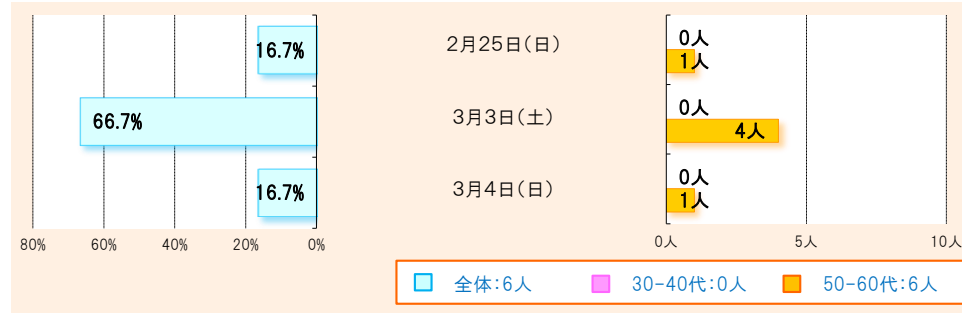 16.7%
2月25日(日)
0人
1人
66.7%
3月3日(土)
0人
4人
16.7%
3月4日(日)
0人
1人
80% 60% 40% 20% 0%
0人 5人 10人
全体:6人 30-40代:0人 50-60代:6人